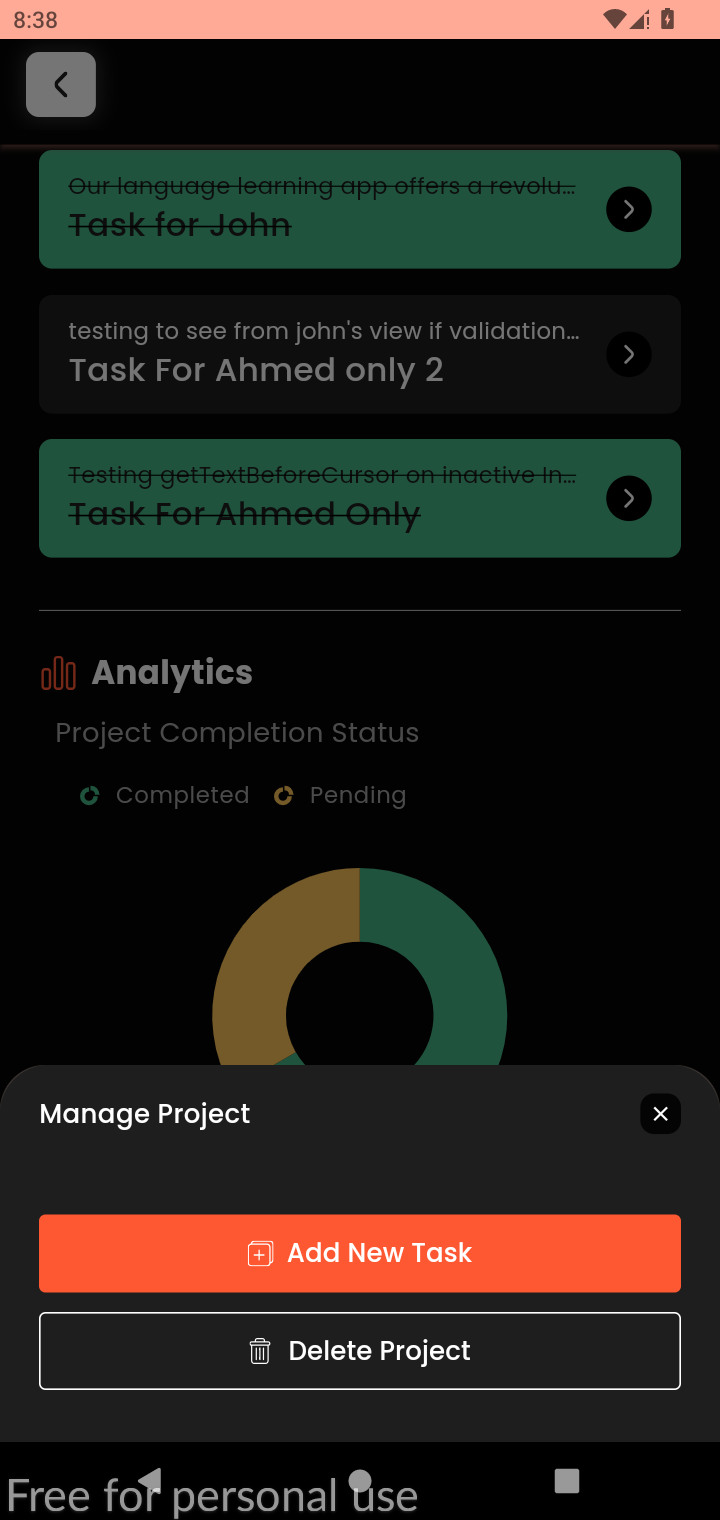 8:38
Our language learning app offers a revolu...
Task for John
testing to see from john's view if validation...
Task For Ahmed only 2
Testing getTextBeforeCursor on inactive In...
Task For Ahmed Only
Analytics
Project Completion Status
Completed Pending
Manage Project
Add New Task
Delete Project
Free for personal use